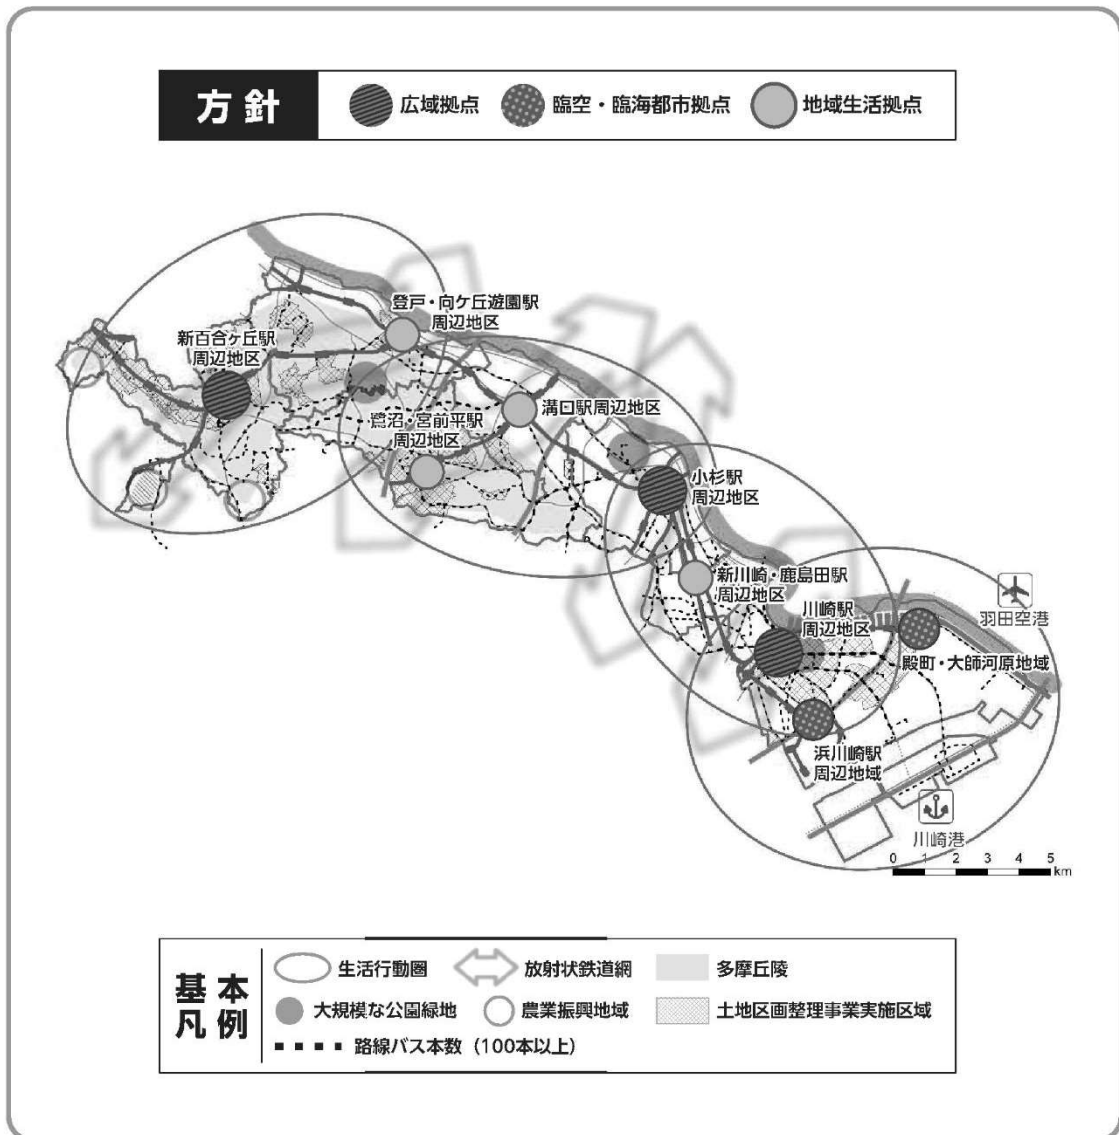 方針
広域拠点
臨空・臨海都市拠点
地域生活拠点
登戸・向ケ丘遊園駅
周辺地区
新百合ヶ丘駅
周辺地区
溝口駅周辺地区
鷺沼・宮前平駅
周辺地区
小杉駅
周辺地区
新川崎・鹿島田駅
周辺地区
川崎駅
周辺地区
羽田空港
殿町・大師河原地域
浜川崎駅
周辺地域
川崎港
0 1 2 3 4 5
km
基本
凡例
生活行動圏
放射状鉄道網
多摩丘陵
大規模な公園緑地
農業振興地域
土地区画整理事業実施区域
路線バス本数（100本以上）